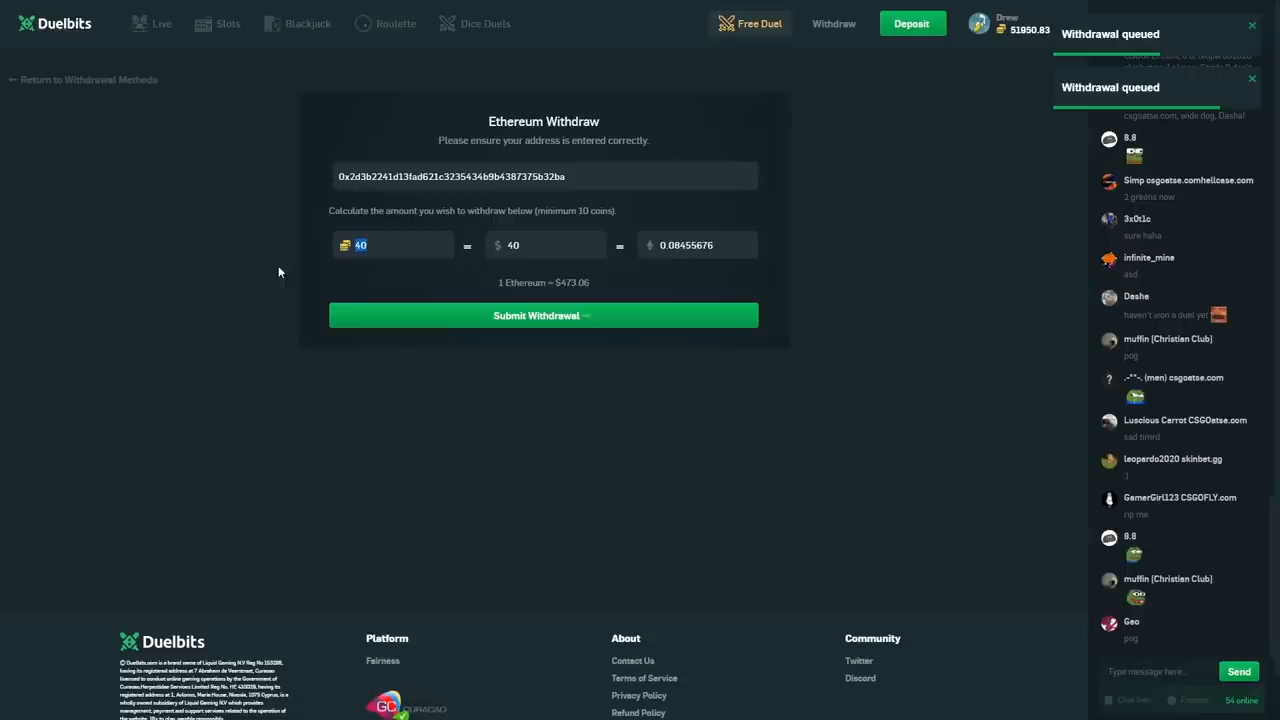 Duelbits
Live
Slots
Blackjack
Roulette
Dice Duels
Free Duel
Withdraw
Deposit
Drew
51950.83
Withdrawal queued
Withdrawal queued
← Return to Withdrawal Methods
Ethereum Withdraw
Please ensure your address is entered correctly.
0x2d3b2241d13fad621c3235434b9b4387375b32ba
Calculate the amount you wish to withdraw below (minimum 10 coins).
40 = $ 40 = 0.08455676
1 Ethereum = $473.06
Submit Withdrawal
csgoatse.com, wide dog, Dasha!
8.8
Simp csgoatse.comhellcase.com
2 greens now
3x0t1c
sure haha
infinite_mine
asd
Dashe
haven't won a duel yet
muffin [Christian Club]
pog
.-**-. (men) csgoatse.com
Luscious Carrot CSGOatse.com
leopardo2020 skinbet.gg
:)
GamerGirl123 CSGOFLY.com
rip me
8.8
muffin [Christian Club]
Geo
pog
Type message here...
Send
Chat Info
54 online
Duelbits
Platform
Fairness
GC
CURACAO
About
Contact Us
Terms of Service
Privacy Policy
Refund Policy
Community
Twitter
Discord